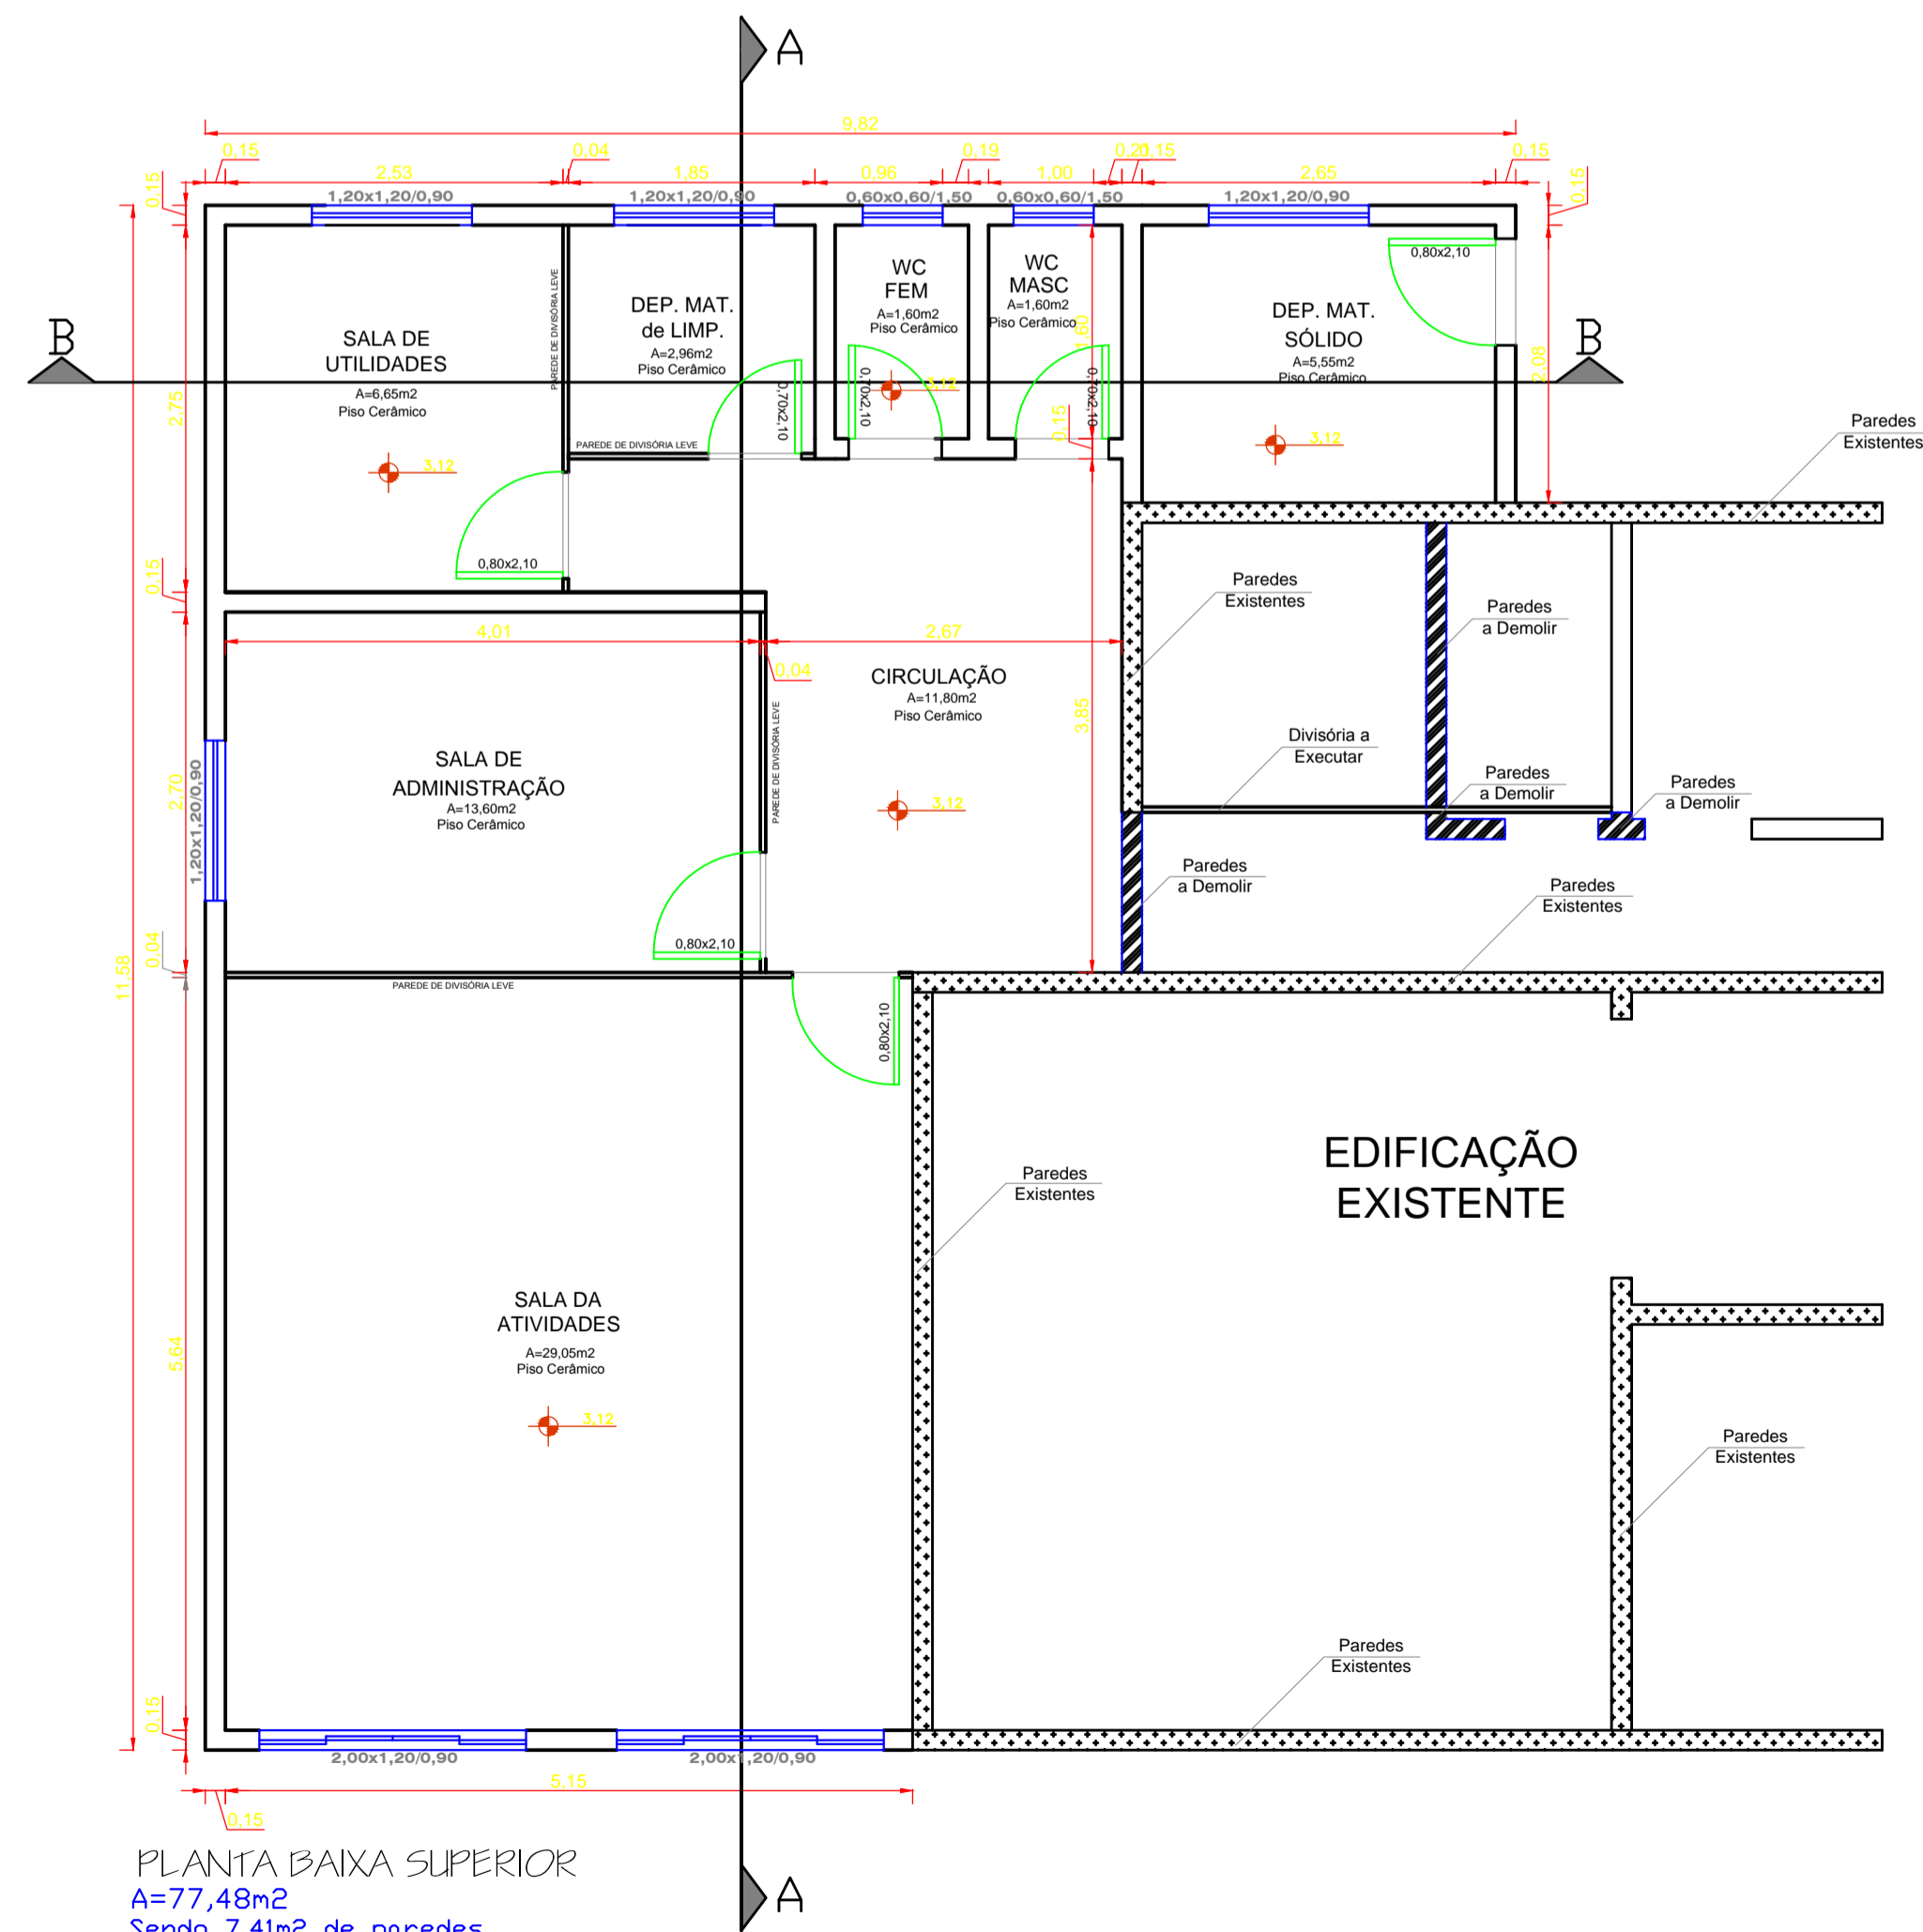 A
9,82
0,15
0,04
0,19
0,15
0,15
2,53
1,85
0,96
1,00
2,65
0,15
0,15
1,20x1,20/0,90
1,20x1,20/0,90
0,60x0,60/1,50
0,60x0,60/1,50
1,20x1,20/0,90
0,80x2,10
WC
FEM
A=1,60m2
Piso Cerâmico
WC
MASC
A=1,60m2
Piso Cerâmico
DEP. MAT.
de LIMP.
A=2,96m2
Piso Cerâmico
DEP. MAT.
SÓLIDO
A=5,55m2
Piso Cerâmico
SALA DE
UTILIDADES
A=6,65m2
Piso Cerâmico
PAREDE DE DIVISÓRIA LEVE
B
B
1,60
2,08
2,75
0,70x2,10
0,70x2,10
0,70x2,10
3,12
0,15
PAREDE DE DIVISÓRIA LEVE
3,12
3,12
Paredes
Existentes
0,80x2,10
0,15
Paredes
Existentes
Paredes
a Demolir
4,01
2,67
0,04
CIRCULAÇÃO
A=11,80m2
Piso Cerâmico
3,85
PAREDE DE DIVISÓRIA LEVE
Divisória a
Executar
Paredes
a Demolir
Paredes
a Demolir
SALA DE
ADMINISTRAÇÃO
A=13,60m2
Piso Cerâmico
2,70
1,20x1,20/0,90
3,12
Paredes
a Demolir
Paredes
Existentes
0,80x2,10
0,04
11,58
PAREDE DE DIVISÓRIA LEVE
0,80x2,10
EDIFICAÇÃO
EXISTENTE
Paredes
Existentes
SALA DA
ATIVIDADES
A=29,05m2
Piso Cerâmico
5,64
3,12
Paredes
Existentes
Paredes
Existentes
0,15
2,00x1,20/0,90
2,00x1,20/0,90
5,15
0,15
PLANTA BAIXA SUPERIOR
A=77,48m2
Sendo 7,41m2 de paredes
A